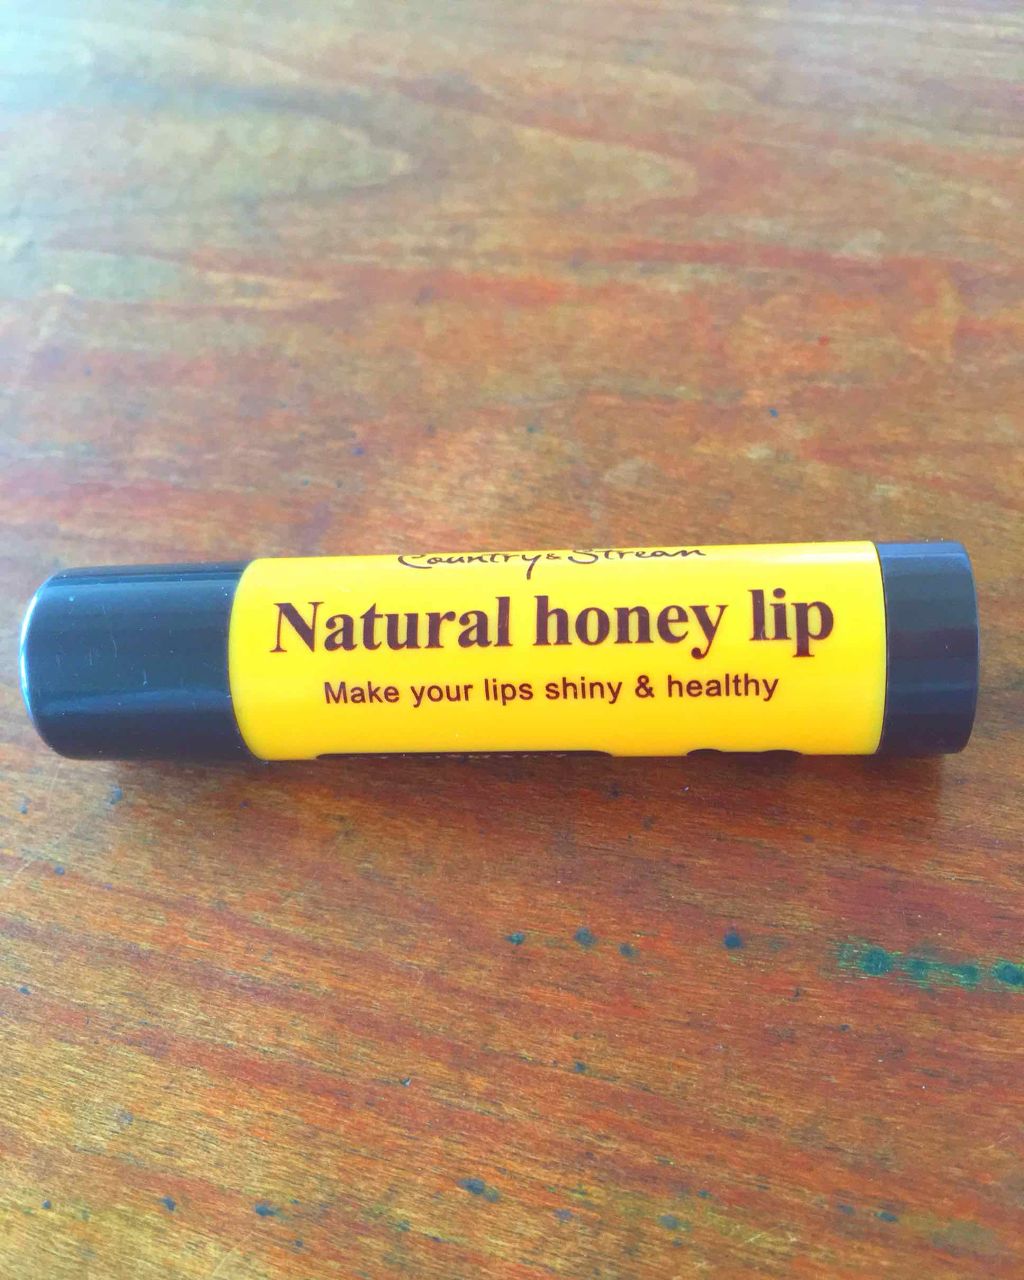 Country & Stream
Natural honey lip
Make your lips shiny & healthy